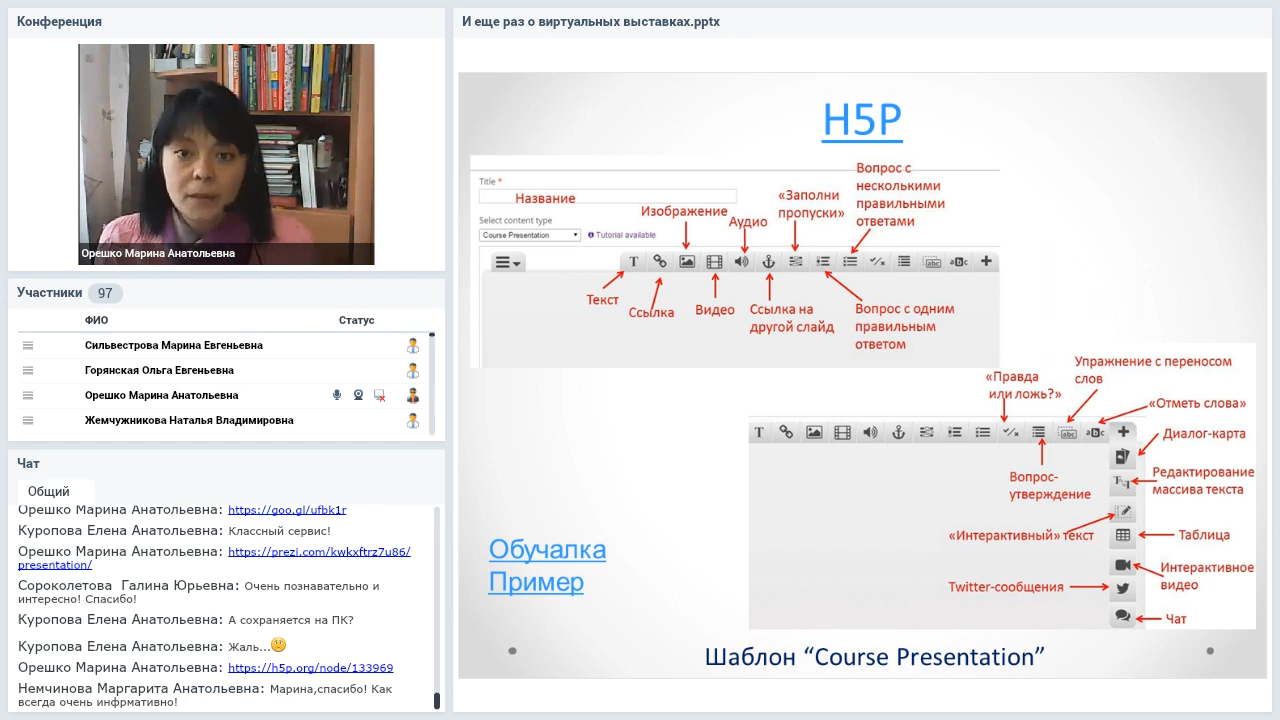 Конференция
Орешко Марина Анатольевна
Участники 97
ФИО Статус
Сильвестрова Марина Евгеньевна
Горянская Ольга Евгеньевна
Орешко Марина Анатольевна
Жемчужникова Наталья Владимировна
Чат
Общий
Орешко Марина Анатольевна: https://goo.gl/ufbk1r
Куропова Елена Анатольевна: Классный сервис!
Орешко Марина Анатольевна: https://prezi.com/kwkxftrz7u86/
presentation/
Сороколетова Галина Юрьевна: Очень познавательно и
интересно! Спасибо!
Куропова Елена Анатольевна: А сохраняется на ПК?
Куропова Елена Анатольевна: Жаль...
Орешко Марина Анатольевна: https://h5p.org/node/133969
Немчинова Маргарита Анатольевна: Марина,спасибо! Как
всегда очень инфрмативно!
И еще раз о виртуальных выставках.pptx
H5P
Title *
Название
Select content type
Course Presentation
Tutorial available
Изображение
Аудио
«Заполни
пропуски»
Вопрос с
несколькими
правильными
ответами
T abc abc
Текст
Ссылка
Видео
Ссылка на
другой слайд
Вопрос с одним
правильным
ответом
«Правда
или ложь?»
Упражнение с переносом
слов
«Отметь слова»
T abc abc
Диалог-карта
Вопрос-
утверждение
Редактирование
массива текста
«Интерактивный» текст
Таблица
Интерактивное
видео
Twitter-сообщения
Чат
Обучалка
Пример
Шаблон “Course Presentation”